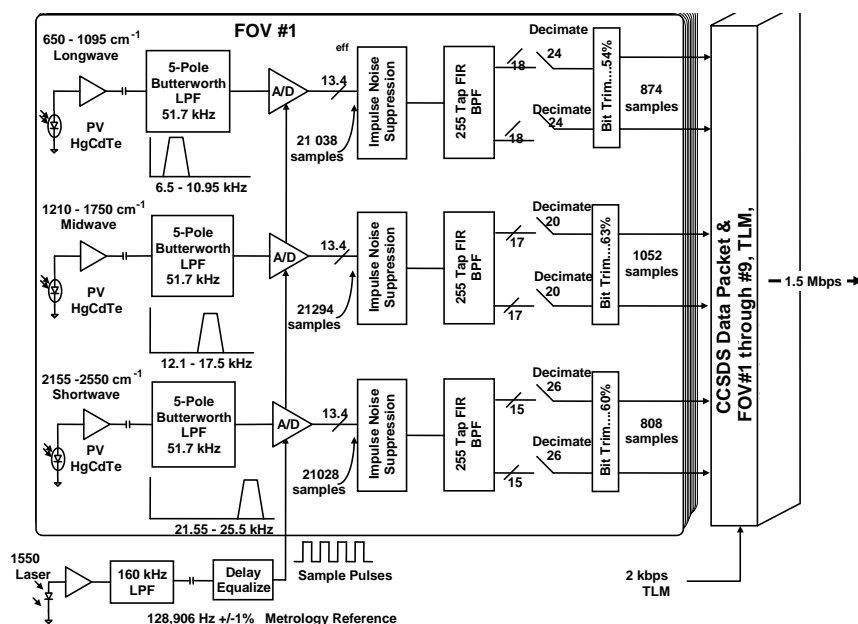 FOV #1
650 - 1095 cm-1
Longwave
PV
HgCdTe
5-Pole
Butterworth
LPF
51.7 kHz
6.5 - 10.95 kHz
A/D
eff
13.4
21 038
samples
Impulse Noise
Suppression
255 Tap FIR
BPF
18
18
Decimate
24
Decimate
24
Bit Trim....54%
874
samples
1210 - 1750 cm-1
Midwave
PV
HgCdTe
5-Pole
Butterworth
LPF
51.7 kHz
12.1 - 17.5 kHz
A/D
13.4
21294
samples
Impulse Noise
Suppression
255 Tap FIR
BPF
17
17
Decimate
20
Decimate
20
Bit Trim....63%
1052
samples
2155 -2550 cm-1
Shortwave
PV
HgCdTe
5-Pole
Butterworth
LPF
51.7 kHz
21.55 - 25.5 kHz
A/D
13.4
21028
samples
Impulse Noise
Suppression
255 Tap FIR
BPF
15
15
Decimate
26
Decimate
26
Bit Trim....60%
808
samples
CCSDS Data Packet &
FOV#1 through #9, TLM,
1.5 Mbps
2 kbps
TLM
1550
Laser
160 kHz
LPF
Delay
Equalize
Sample Pulses
128,906 Hz +/-1% Metrology Reference